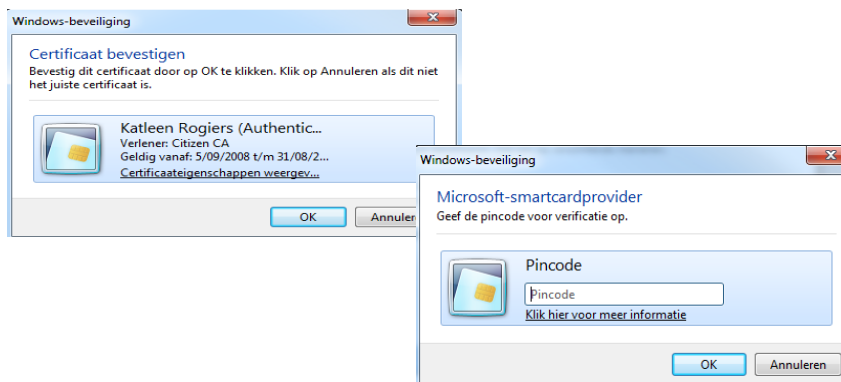 Windows-beveiliging
Certificaat bevestigen
Bevestig dit certificaat door op OK te klikken. Klik op Annuleren als dit niet
het juiste certificaat is.
Katleen Rogiers (Authentic...
Verlener: Citizen CA
Geldig vanaf: 5/09/2008 t/m 31/08/2...
Certificaateigenschappen weergev...
OK
Annuler
Windows-beveiliging
Microsoft-smartcardprovider
Geef de pincode voor verificatie op.
Pincode
Pincode
Klik hier voor meer informatie
OK
Annuleren